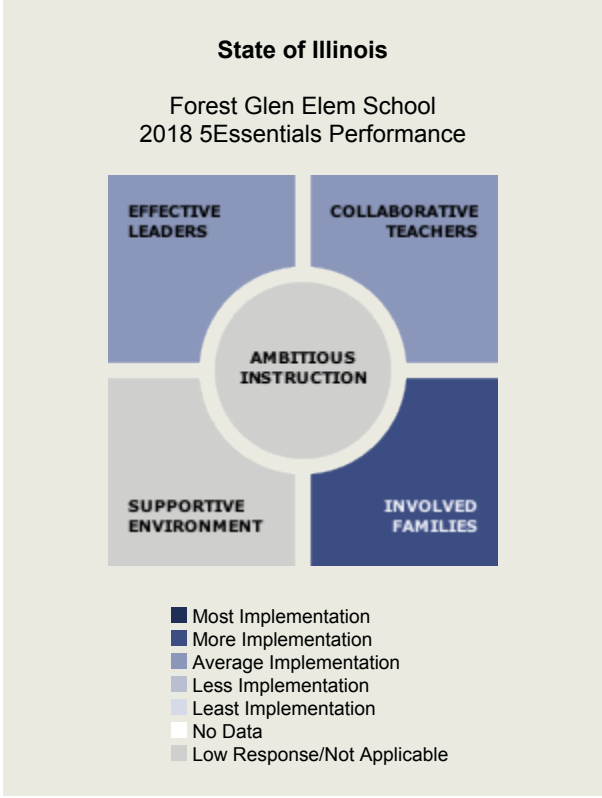 State of Illinois
Forest Glen Elem School
2018 5Essentials Performance
EFFECTIVE
LEADERS
COLLABORATIVE
TEACHERS
AMBITIOUS
INSTRUCTION
SUPPORTIVE
ENVIRONMENT
INVOLVED
FAMILIES
Most Implementation
More Implementation
Average Implementation
Less Implementation
Least Implementation
No Data
Low Response/Not Applicable